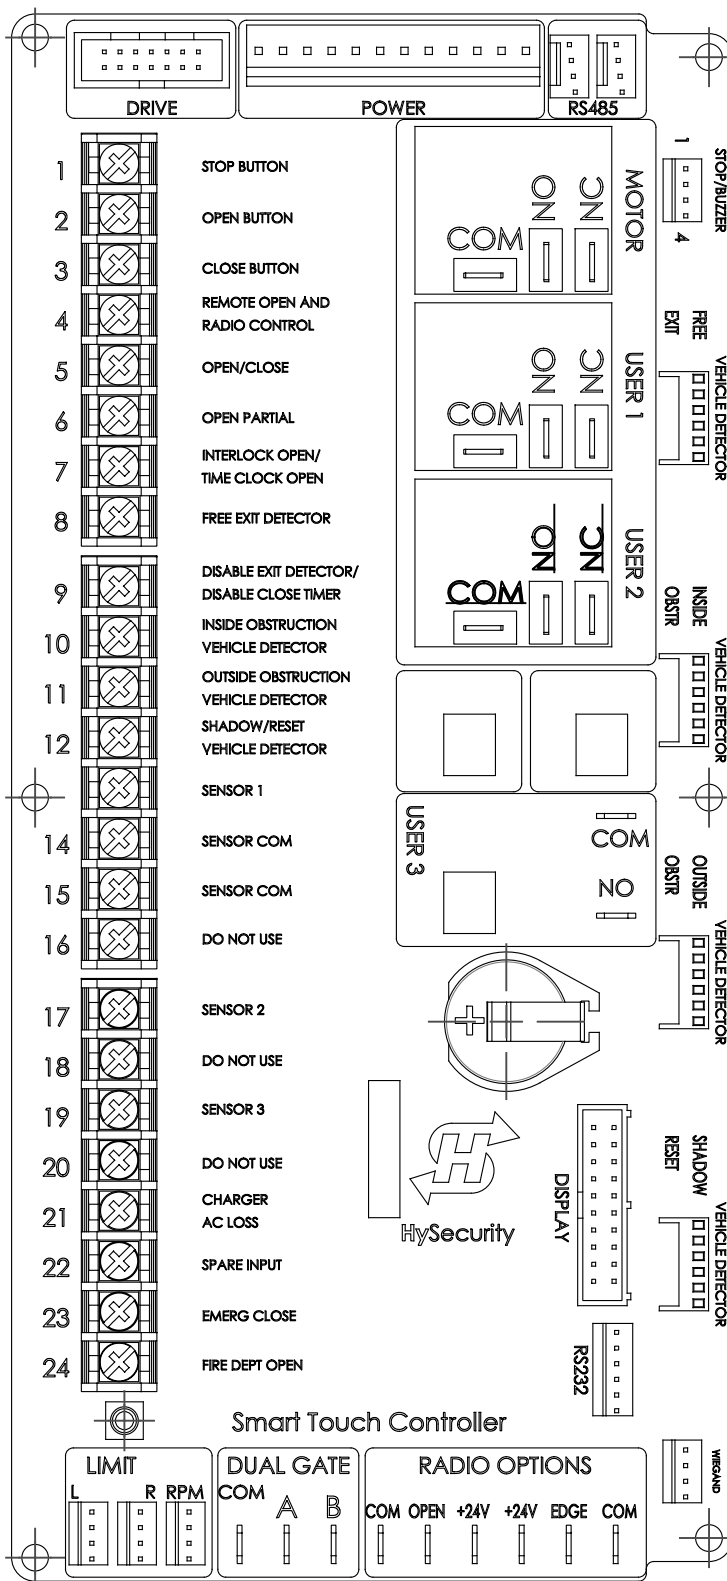 DRIVE
POWER
RS485
1 STOP BUTTON
2 OPEN BUTTON
3 CLOSE BUTTON
4 REMOTE OPEN AND
RADIO CONTROL
5 OPEN/CLOSE
6 OPEN PARTIAL
7 INTERLOCK OPEN/
TIME CLOCK OPEN
8 FREE EXIT DETECTOR
9 DISABLE EXIT DETECTOR/
DISABLE CLOSE TIMER
10 INSIDE OBSTRUCTION
VEHICLE DETECTOR
11 OUTSIDE OBSTRUCTION
VEHICLE DETECTOR
12 SHADOW/RESET
VEHICLE DETECTOR
SENSOR 1
14 SENSOR COM
15 SENSOR COM
16 DO NOT USE
17 SENSOR 2
18 DO NOT USE
19 SENSOR 3
20 DO NOT USE
21 CHARGER
AC LOSS
22 SPARE INPUT
23 EMERG CLOSE
24 FIRE DEPT OPEN
MOTOR
COM
NO
NC
USER 1
COM
NO
NC
USER 2
COM
NO
NC
USER 3
COM
NO
1
4
STOP/BUZZER
FREE
EXIT
VEHICLE DETECTOR
INSIDE
OBSTR
VEHICLE DETECTOR
OUTSIDE
OBSTR
VEHICLE DETECTOR
SHADOW
RESET
VEHICLE DETECTOR
+
H
HySecurity
DISPLAY
RS232
WIEGAND
Smart Touch Controller
LIMIT
L R RPM
DUAL GATE
COM A B
RADIO OPTIONS
COM OPEN +24V +24V EDGE COM